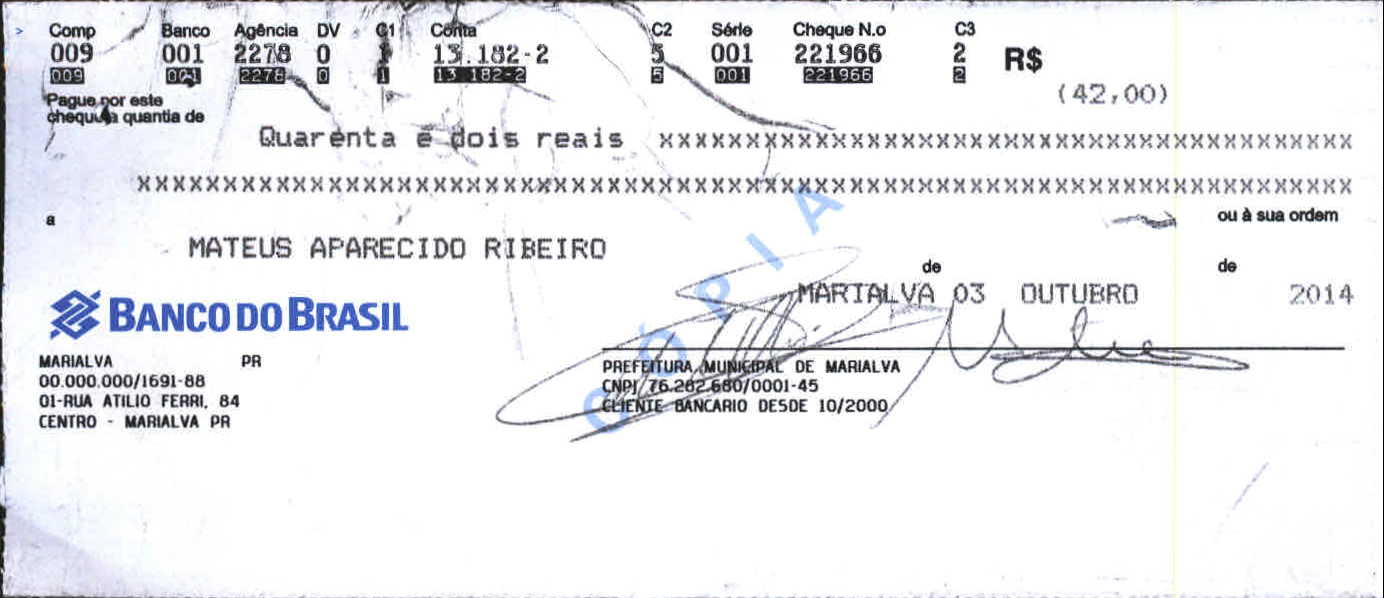 Comp Banco Agência DV C1 Conta C2 Série Cheque N.o C3
009 001 2278 0 1 13.182-2 5 001 221966 2 R$
009 001 2278 0 1 13 182-2 5 001 221966 2
(42,00)
Pague por este
cheque a quantia de
Quarenta e dois reais xxxxxxxxxxxxxxxxxxxxxxxxxxxxxxxxxxxxxxxx
xxxxxxxxxxxxxxxxxxxxxxxxxxxxxxxxxxxxxxxxxxxxxxxxxxxxxxxxxxxxxxxxxxxxxx
a ou à sua ordem
MATEUS APARECIDO RIBEIRO
de de
MARIALVA 03 OUTUBRO 2014
BANCO DO BRASIL
MARIALVA PR
00.000.000/1691-88
01-RUA ATILIO FERRI, 84
CENTRO - MARIALVA PR
PREFEITURA MUNICIPAL DE MARIALVA
CNPJ 76.282.680/0001-45
CLIENTE BANCARIO DESDE 10/2000
CÓPIA